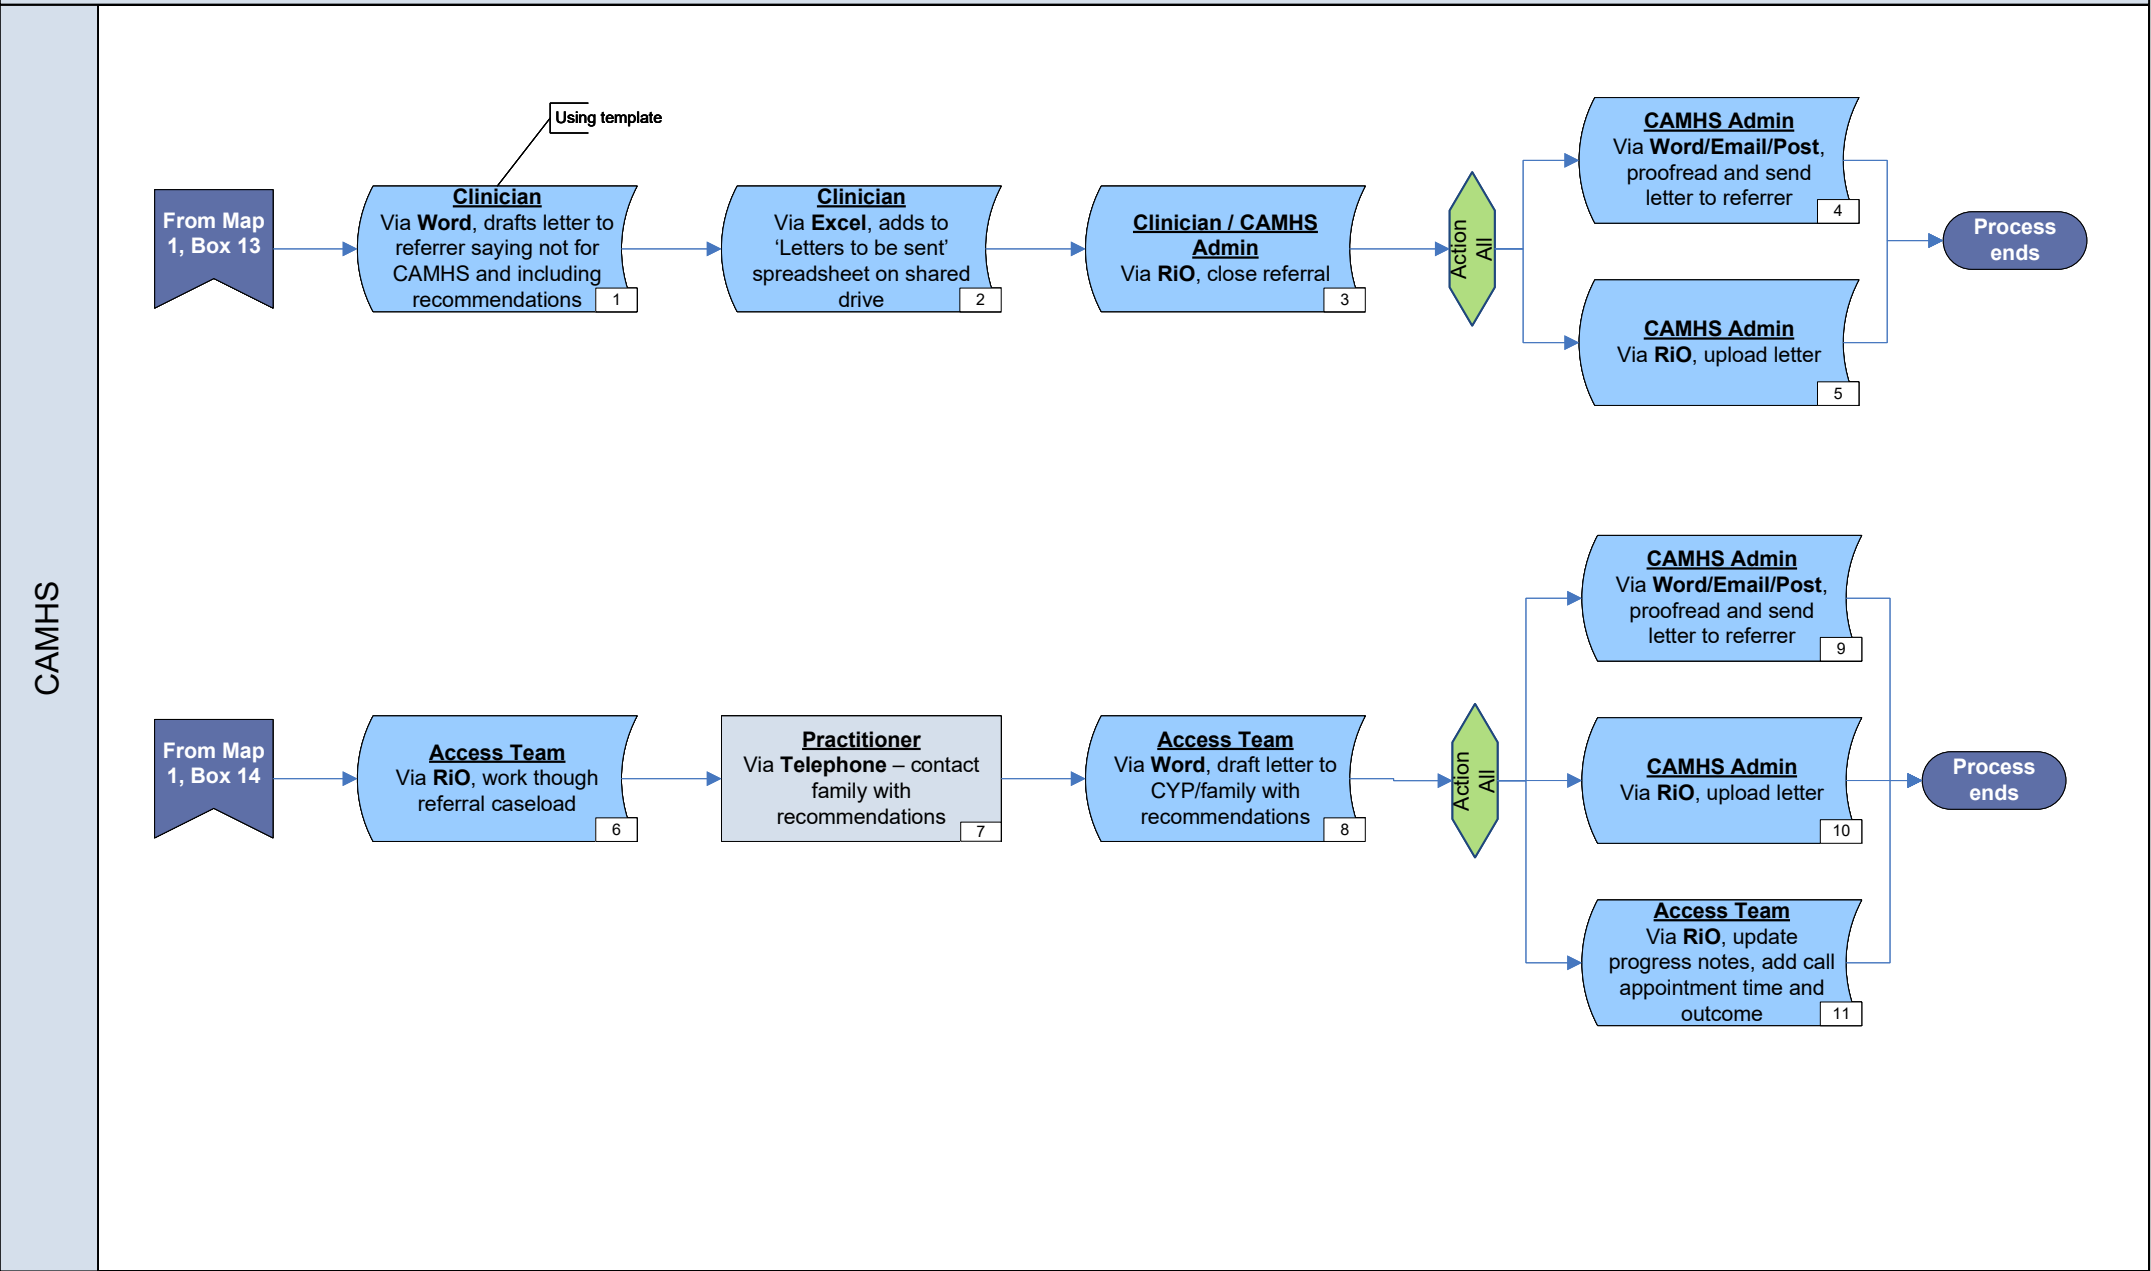 CAMHS
Using template
From Map
1, Box 13
Clinician
Via Word, drafts letter to
referrer saying not for
CAMHS and including
recommendations
1
Clinician
Via Excel, adds to
‘Letters to be sent’
spreadsheet on shared
drive
2
Clinician / CAMHS
Admin
Via RiO, close referral
3
Action
All
CAMHS Admin
Via Word/Email/Post,
proofread and send
letter to referrer
4
CAMHS Admin
Via RiO, upload letter
5
Process
ends
From Map
1, Box 14
Access Team
Via RiO, work though
referral caseload
6
Practitioner
Via Telephone – contact
family with
recommendations
7
Access Team
Via Word, draft letter to
CYP/family with
recommendations
8
Action
All
CAMHS Admin
Via Word/Email/Post,
proofread and send
letter to referrer
9
CAMHS Admin
Via RiO, upload letter
10
Access Team
Via RiO, update
progress notes, add call
appointment time and
outcome
11
Process
ends